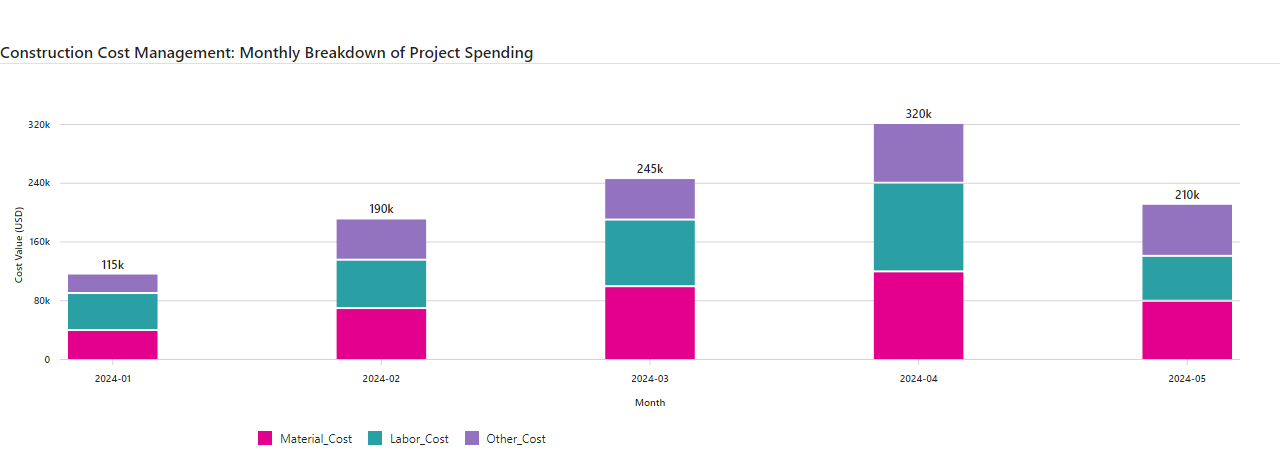 Construction Cost Management: Monthly Breakdown of Project Spending
320k
320k
245k
240k
210k
190k
160k
Cost Value (USD)
115k
80k
0
2024-01 2024-02 2024-03 2024-04 2024-05
Month
Material_Cost Labor_Cost Other_Cost